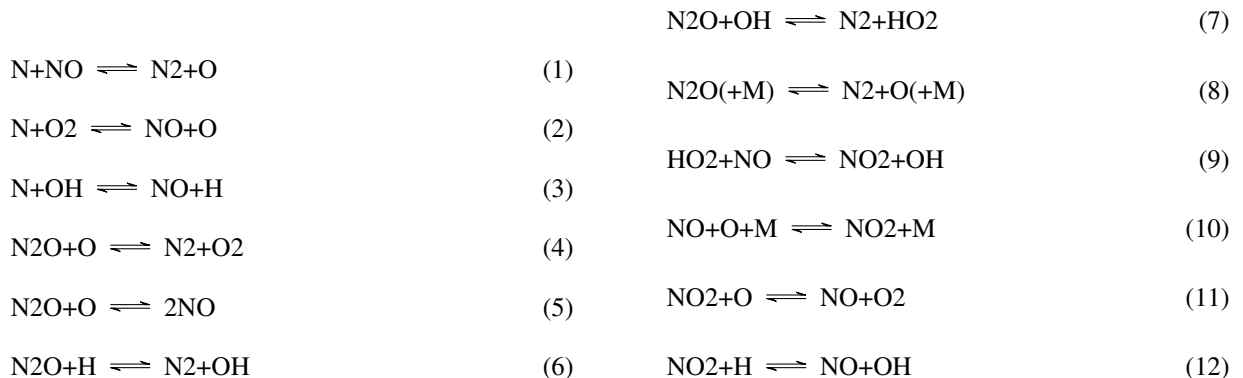 N+NO ⇌ N2+O (1)
N+O2 ⇌ NO+O (2)
N+OH ⇌ NO+H (3)
N2O+O ⇌ N2+O2 (4)
N2O+O ⇌ 2NO (5)
N2O+H ⇌ N2+OH (6)
N2O+OH ⇌ N2+HO2 (7)
N2O(+M) ⇌ N2+O(+M) (8)
HO2+NO ⇌ NO2+OH (9)
NO+O+M ⇌ NO2+M (10)
NO2+O ⇌ NO+O2 (11)
NO2+H ⇌ NO+OH (12)